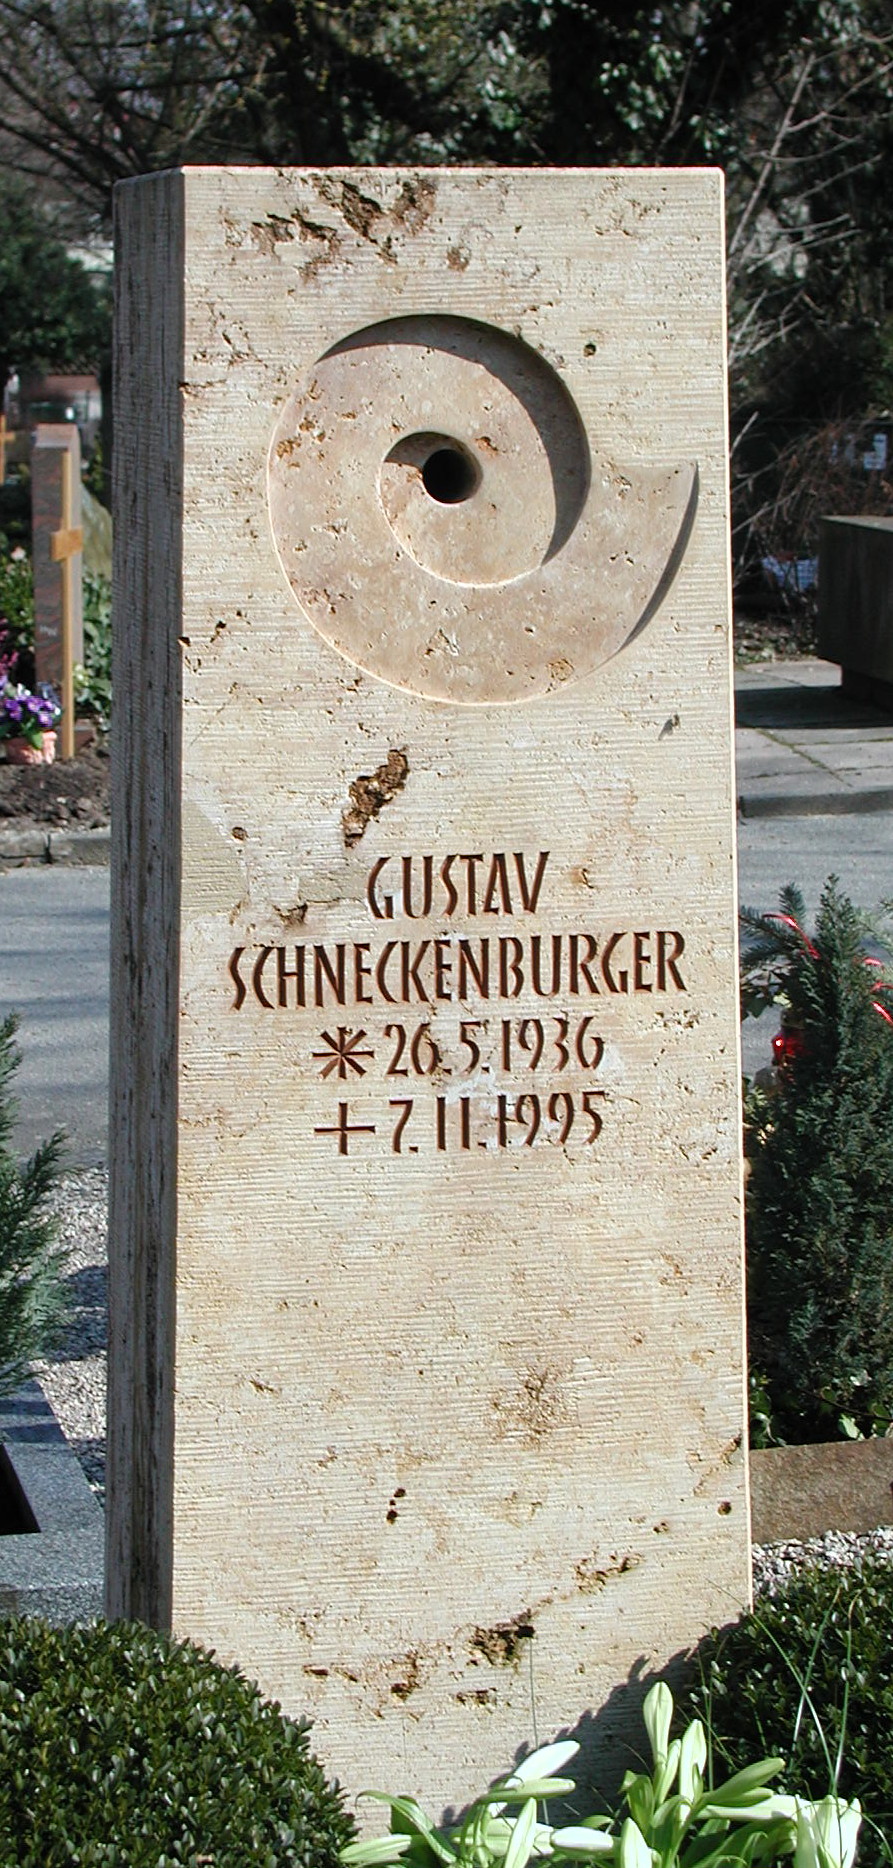 GUSTAV
SCHNECKENBURGER
* 26.5.1936
+ 7.11.1995